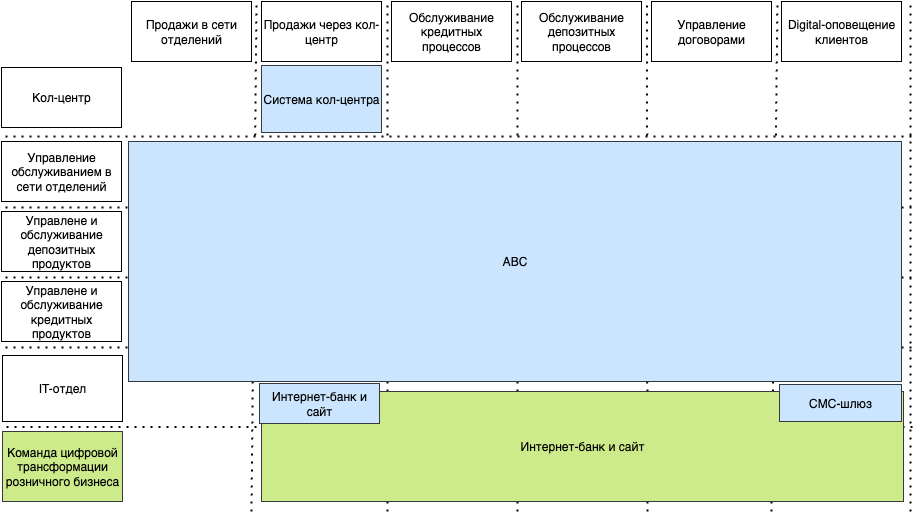 Продажи в сети
отделений
Продажи через кол-
центр
Обслуживание
кредитных
процессов
Обслуживание
депозитных
процессов
Управление
договорами
Digital-оповещение
клиентов
Кол-центр
Система кол-центра
Управление
обслуживанием в
сети отделений
Управлене и
обслуживание
депозитных
продуктов
АВС
Управлене и
обслуживание
кредитных
продуктов
IT-отдел
Интернет-банк и
сайт
СМС-шлюз
Команда цифровой
трансформации
розничного бизнеса
Интернет-банк и сайт